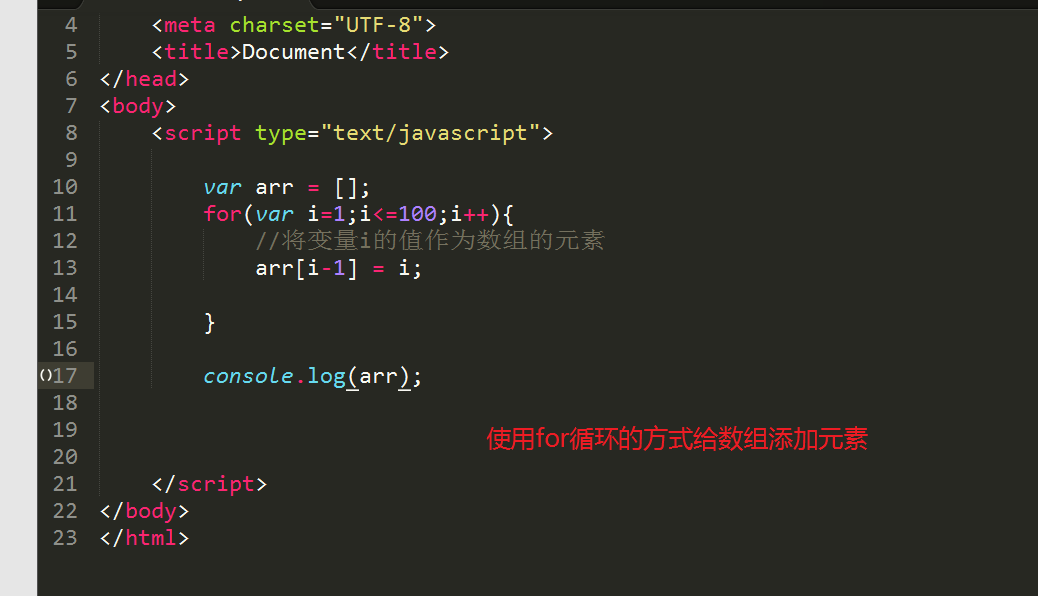 4 <meta charset="UTF-8">
5 <title>Document</title>
6 </head>
7 <body>
8 <script type="text/javascript">
9
10 var arr = [];
11 for(var i=1;i<=100;i++){
12 //将变量i的值作为数组的元素
13 arr[i-1] = i;
14
15 }
16
17 console.log(arr);
18
19
使用for循环的方式给数组添加元素
20
21 </script>
22 </body>
23 </html>